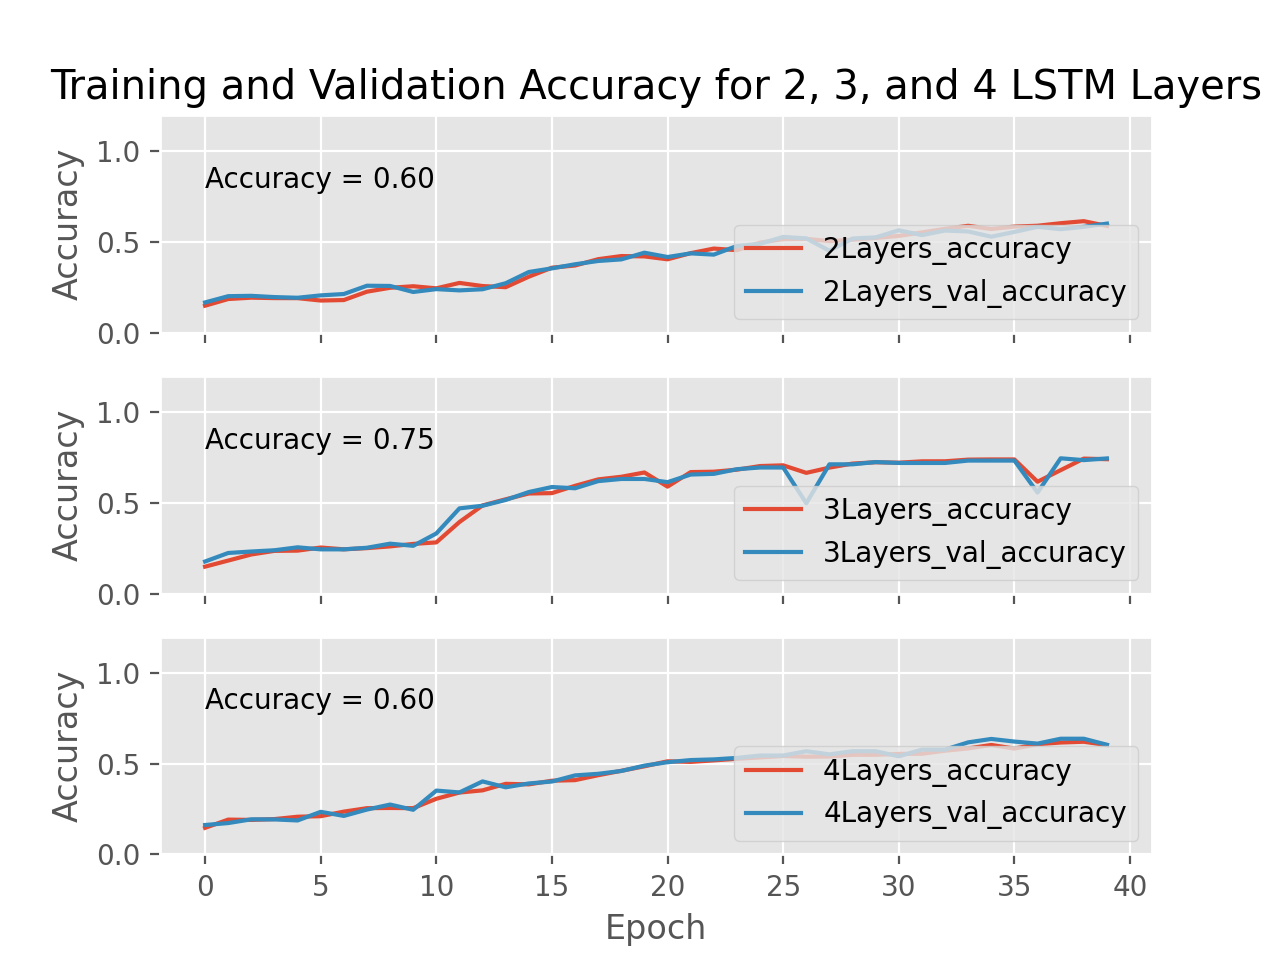 Training and Validation Accuracy for 2, 3, and 4 LSTM Layers
Accuracy
1.0
0.5
0.0
Accuracy = 0.60
2Layers_accuracy
2Layers_val_accuracy
Accuracy
1.0
0.5
0.0
Accuracy = 0.75
3Layers_accuracy
3Layers_val_accuracy
Accuracy
1.0
0.5
0.0
Accuracy = 0.60
4Layers_accuracy
4Layers_val_accuracy
0 5 10 15 20 25 30 35 40
Epoch